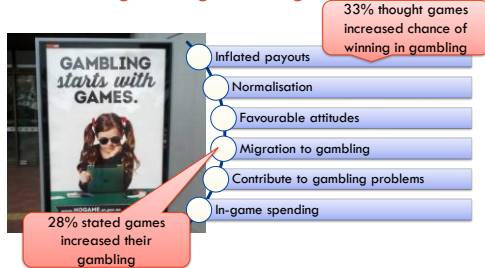 33% thought games
increased chance of
winning in gambling
GAMBLING
starts with
GAMES.
Inflated payouts
Normalisation
Favourable attitudes
Migration to gambling
Contribute to gambling problems
In-game spending
28% stated games
increased their
gambling